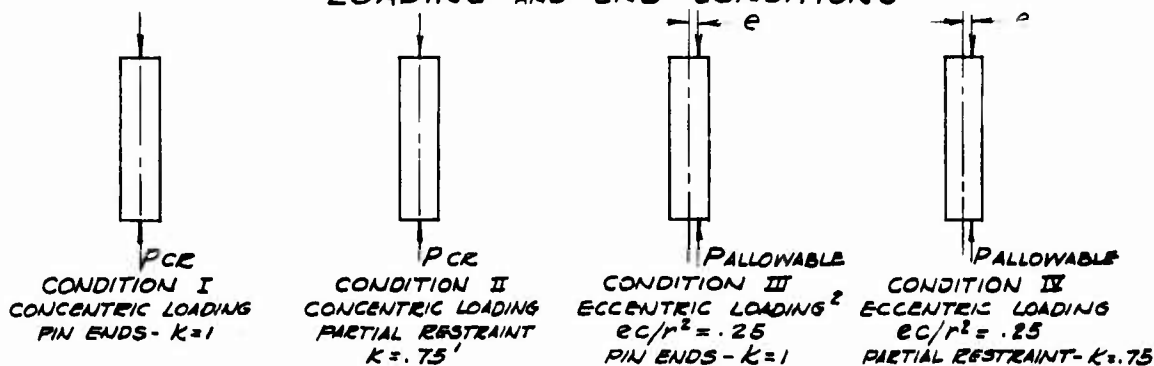 LOADING AND END CONDITIONS
e
e
PCR
CONDITION I
CONCENTRIC LOADING
PIN ENDS - K=1
PCR
CONDITION II
CONCENTRIC LOADING
PARTIAL RESTRAINT
K=.75¹
PALLOWABLE
CONDITION III
ECCENTRIC LOADING²
ec/r² = .25
PIN ENDS - K=1
PALLOWABLE
CONDITION IV
ECCENTRIC LOADING
ec/r² = .25
PARTIAL RESTRAINT - K=.75